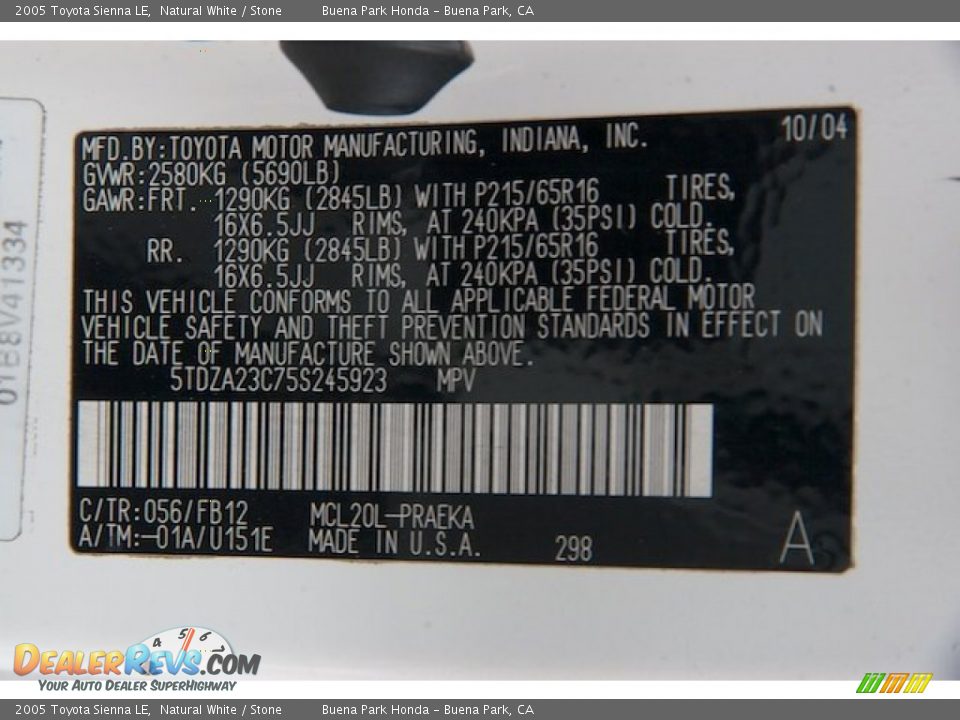 2005 Toyota Sienna LE, Natural White / Stone Buena Park Honda – Buena Park, CA
MFD.BY:TOYOTA MOTOR MANUFACTURING, INDIANA, INC. 10/04
GVWR:2580KG (5690LB)
GAWR:FRT. 1290KG (2845LB) WITH P215/65R16 TIRES,
16X6.5JJ RIMS, AT 240KPA (35PSI) COLD.
RR. 1290KG (2845LB) WITH P215/65R16 TIRES,
16X6.5JJ RIMS, AT 240KPA (35PSI) COLD.
THIS VEHICLE CONFORMS TO ALL APPLICABLE FEDERAL MOTOR
VEHICLE SAFETY AND THEFT PREVENTION STANDARDS IN EFFECT ON
THE DATE OF MANUFACTURE SHOWN ABOVE.
5TDZA23C75S245923 MPV
C/TR:056/FB12 MCL20L-PRAEKA
A/TM:-01A/U151E MADE IN U.S.A. 298 A
01B8V41334
4 5 6
DEALERREVS.COM
YOUR AUTO DEALER SUPERHIGHWAY
2005 Toyota Sienna LE, Natural White / Stone Buena Park Honda – Buena Park, CA